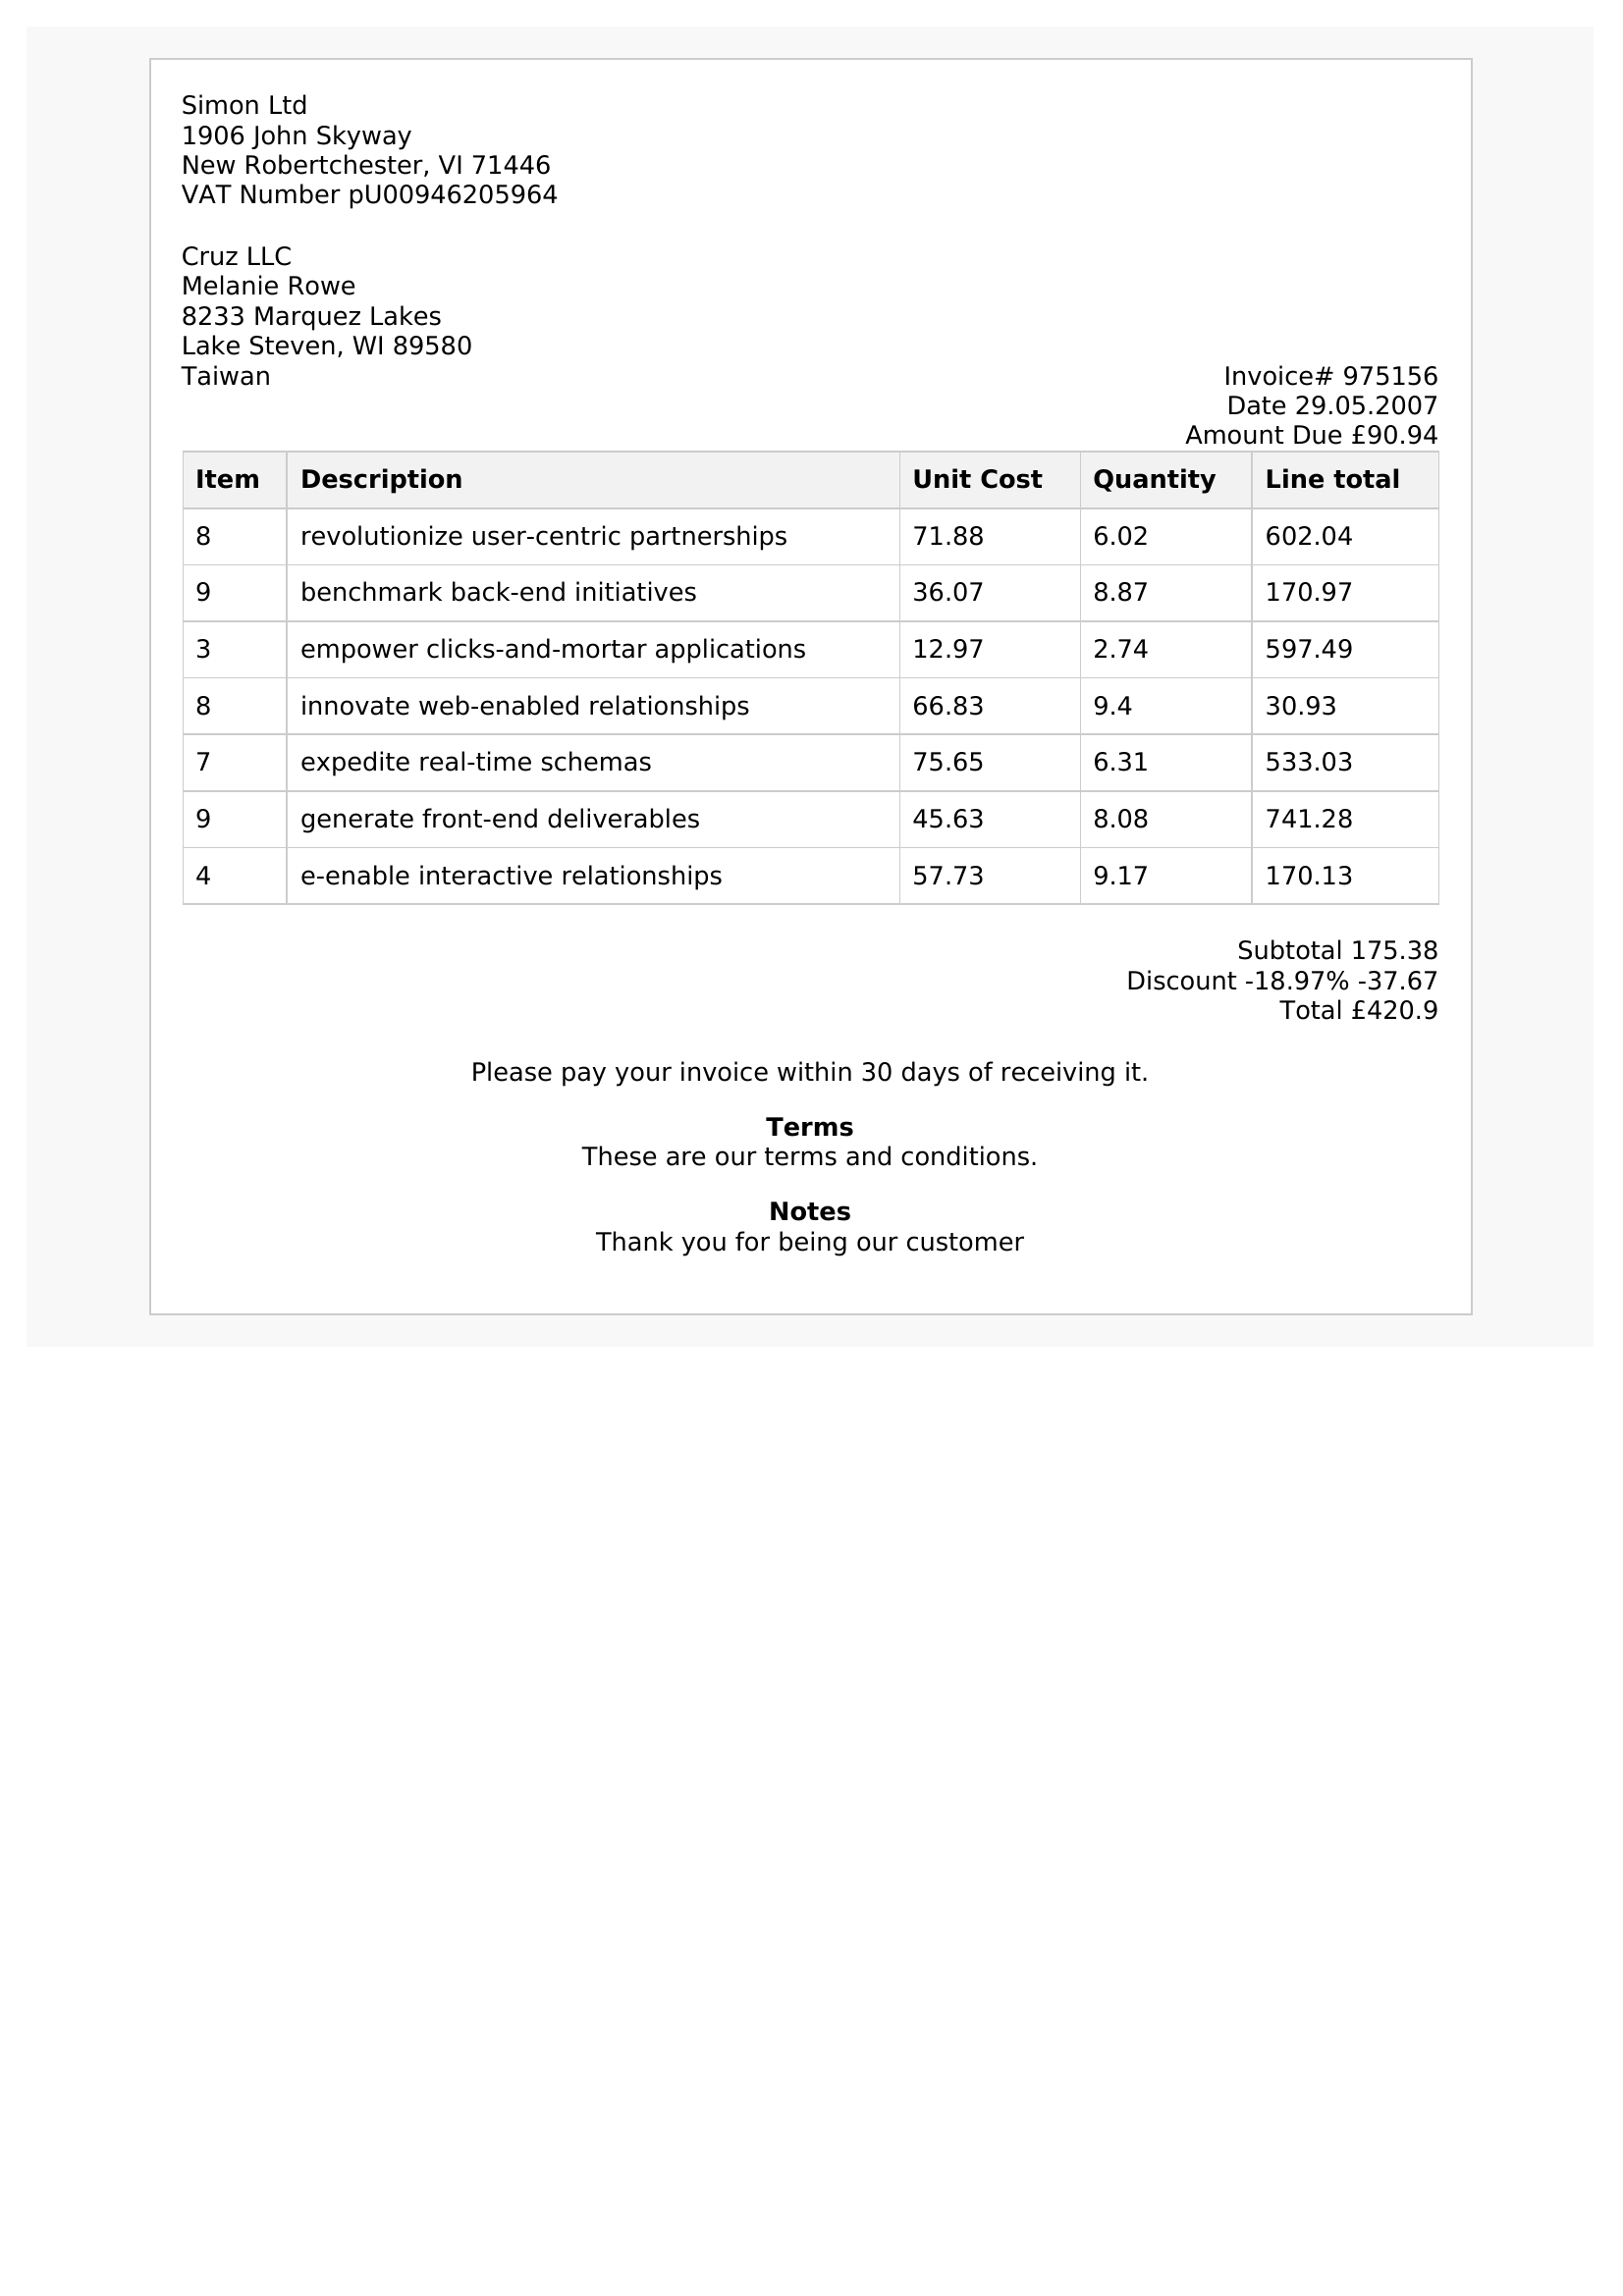 Simon Ltd
1906 John Skyway
New Robertchester, VI 71446
VAT Number pU00946205964
Cruz LLC
Melanie Rowe
8233 Marquez Lakes
Lake Steven, WI 89580
Taiwan
Invoice# 975156
Date 29.05.2007
Amount Due £90.94
Item Description Unit Cost Quantity Line total
8 revolutionize user-centric partnerships 71.88 6.02 602.04
9 benchmark back-end initiatives 36.07 8.87 170.97
3 empower clicks-and-mortar applications 12.97 2.74 597.49
8 innovate web-enabled relationships 66.83 9.4 30.93
7 expedite real-time schemas 75.65 6.31 533.03
9 generate front-end deliverables 45.63 8.08 741.28
4 e-enable interactive relationships 57.73 9.17 170.13
Subtotal 175.38
Discount -18.97% -37.67
Total £420.9
Please pay your invoice within 30 days of receiving it.
Terms
These are our terms and conditions.
Notes
Thank you for being our customer